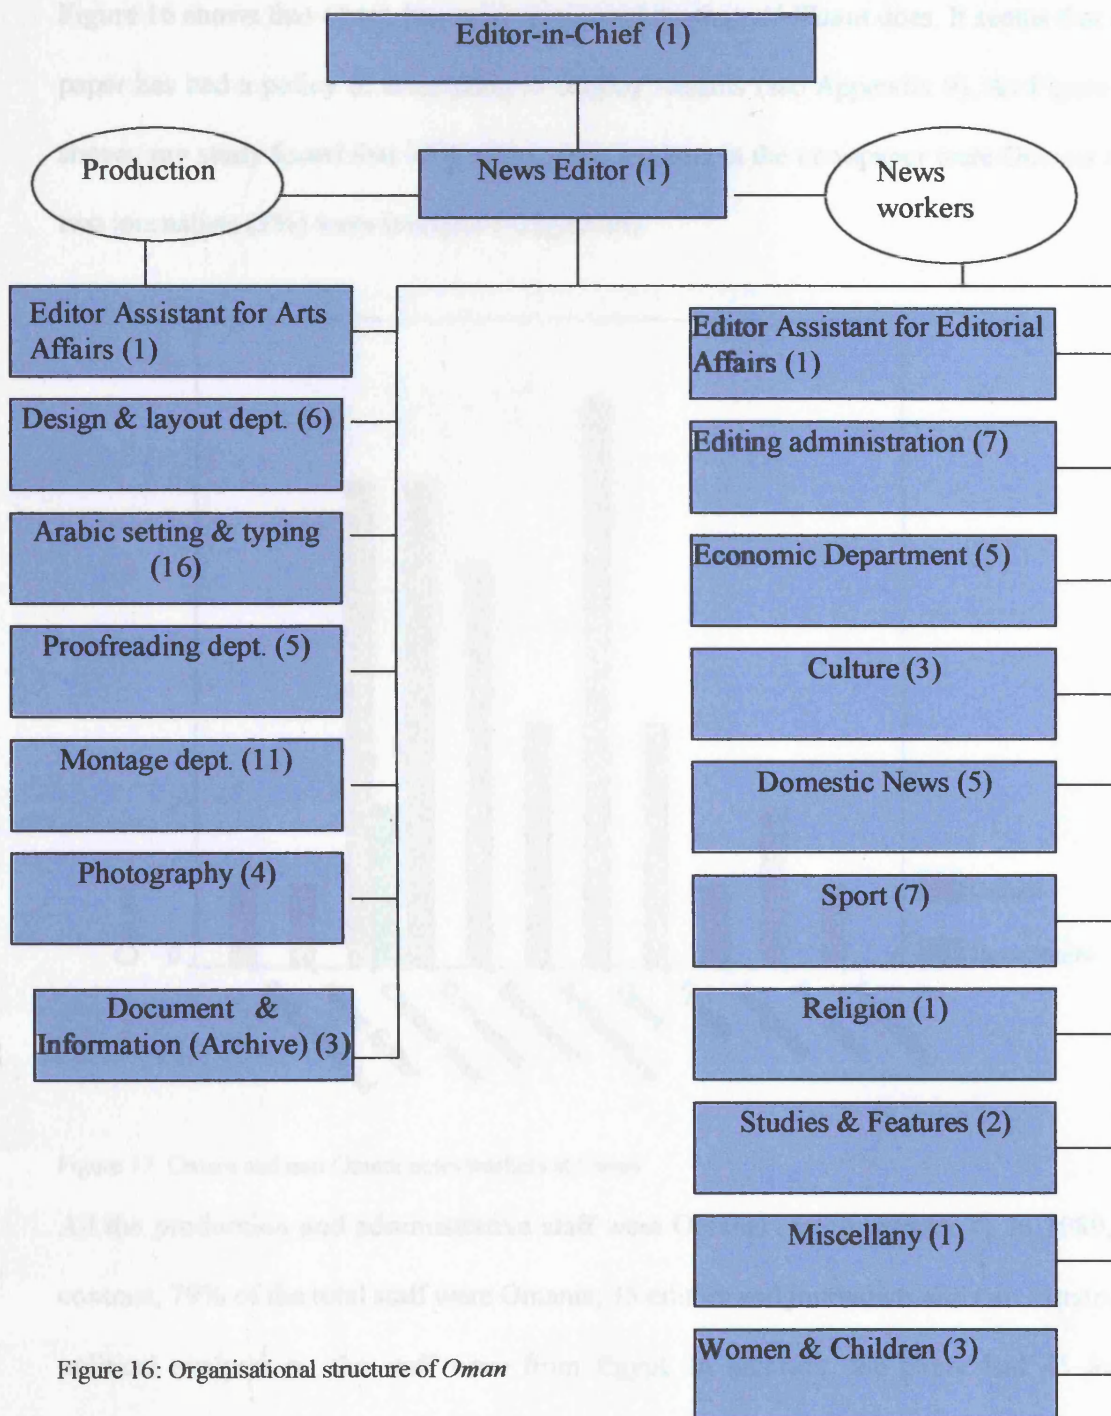 Editor-in-Chief (1)
Production
News Editor (1)
News
workers
Editor Assistant for Arts
Affairs (1)
Design & layout dept. (6)
Arabic setting & typing
(16)
Proofreading dept. (5)
Montage dept. (11)
Photography (4)
Document &
Information (Archive) (3)
Editor Assistant for Editorial
Affairs (1)
Editing administration (7)
Economic Department (5)
Culture (3)
Domestic News (5)
Sport (7)
Religion (1)
Studies & Features (2)
Miscellany (1)
Women & Children (3)
Figure 16: Organisational structure of Oman